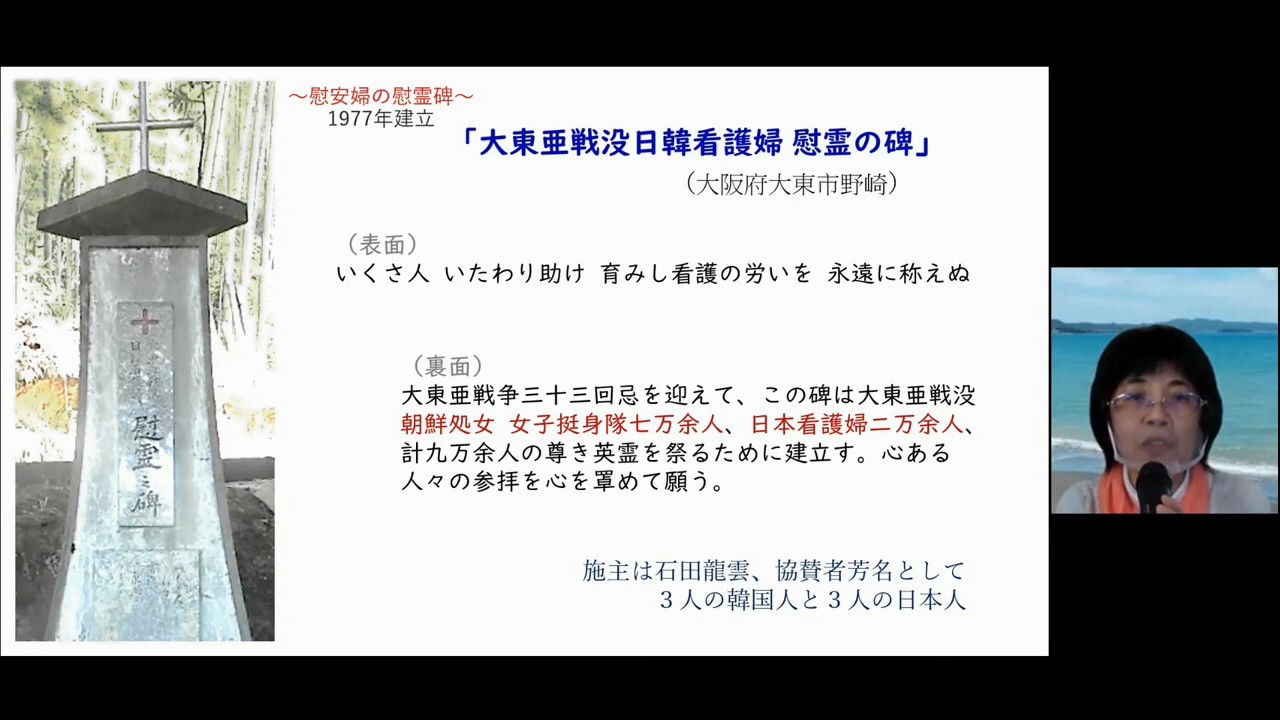 ～慰安婦の慰霊碑～
1977年建立
「大東亜戦没日韓看護婦 慰霊の碑」
（大阪府大東市野崎）
（表面）
いくさ人 いたわり助け 育みし看護の労いを 永遠に称えぬ
（裏面）
大東亜戦争三十三回忌を迎えて、この碑は大東亜戦没
朝鮮処女 女子挺身隊七万余人、日本看護婦二万余人、
計九万余人の尊き英霊を祭るために建立す。心ある
人々の参拝を心を罩めて願う。
施主は石田龍雲、協賛者芳名として
３人の韓国人と３人の日本人
慰霊之碑